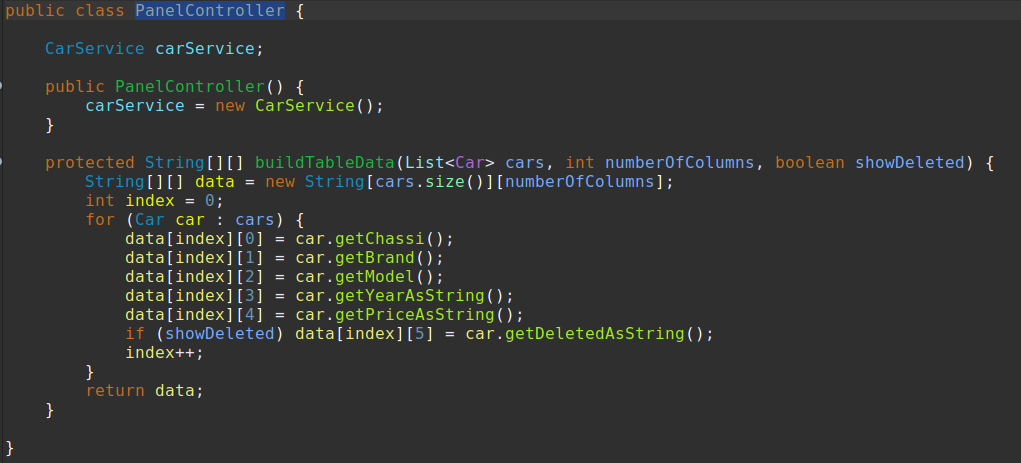 public class PanelController {
CarService carService;
public PanelController() {
carService = new CarService();
}
protected String[][] buildTableData(List<Car> cars, int numberOfColumns, boolean showDeleted) {
String[][] data = new String[cars.size()][numberOfColumns];
int index = 0;
for (Car car : cars) {
data[index][0] = car.getChassi();
data[index][1] = car.getBrand();
data[index][2] = car.getModel();
data[index][3] = car.getYearAsString();
data[index][4] = car.getPriceAsString();
if (showDeleted) data[index][5] = car.getDeletedAsString();
index++;
}
return data;
}
}